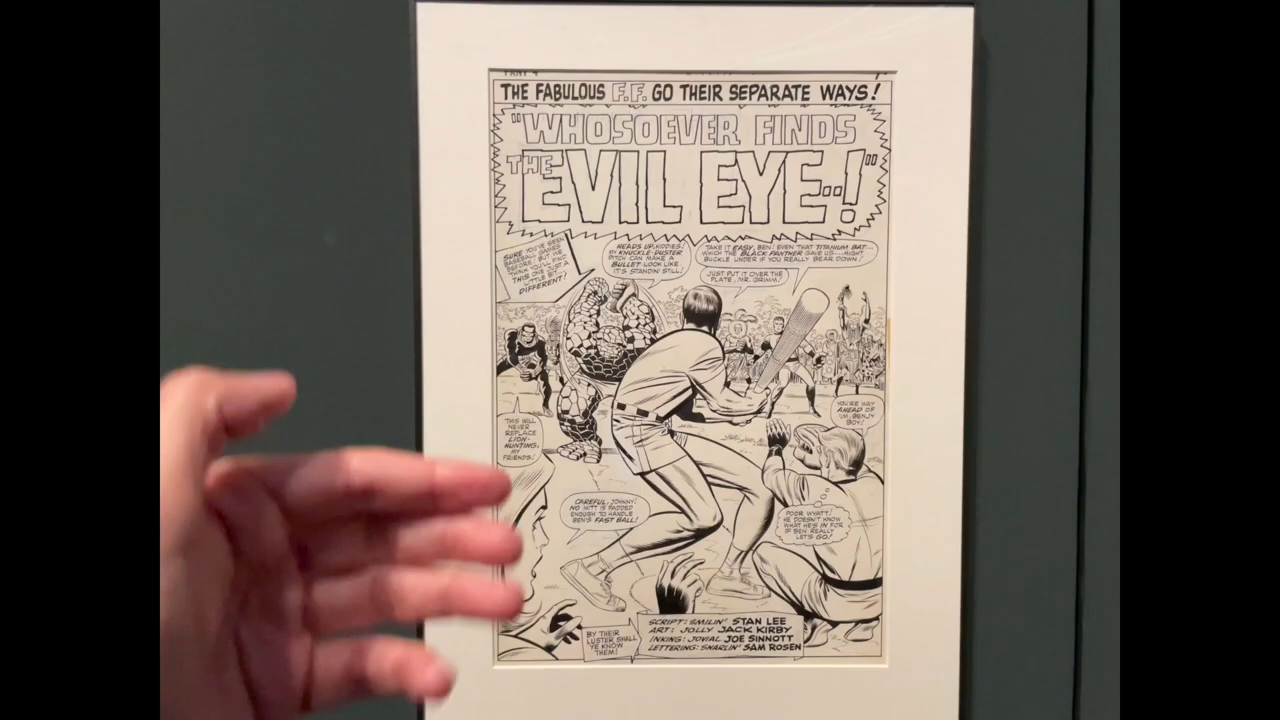 PART 4
THE FABULOUS F.F. GO THEIR SEPARATE WAYS!
"WHOSOEVER FINDS
THE EVIL EYE--!"
SURE YOU'VE SEEN
BASEBALL GAMES
BEFORE, BUT WE
THINK YOU'LL FIND
THIS ONE JUST A
LITTLE BIT
DIFFERENT!
HEADS UP, KIDDIES!
MY KNUCKLE-DUSTER
PITCH CAN MAKE A
BULLET LOOK LIKE
IT'S STANDIN' STILL!
TAKE IT EASY, BEN! EVEN THAT TITANIUM BAT...
WHICH THE BLACK PANTHER GAVE US...MIGHT
BUCKLE UNDER IF YOU REALLY BEAR DOWN!
JUST PUT IT OVER THE
PLATE, MR. GRIMM!
THIS WILL
NEVER
REPLACE
LION-
HUNTING,
MY
FRIENDS!
YOU'RE WAY
AHEAD OF
'IM, BENJY
BOY!
CAREFUL, JOHNNY!
NO MITT IS PADDED
ENOUGH TO HANDLE
BEN'S FAST BALL!
POOR WYATT!
HE DOESN'T KNOW
WHAT HE'S IN FOR
IF BEN REALLY
LET'S GO!
BY THEIR
LUSTER SHALL
YE KNOW
THEM!
SCRIPT: SMILIN' STAN LEE
ART: JOLLY JACK KIRBY
INKING: JOVIAL JOE SINNOTT
LETTERING: SNARLIN' SAM ROSEN